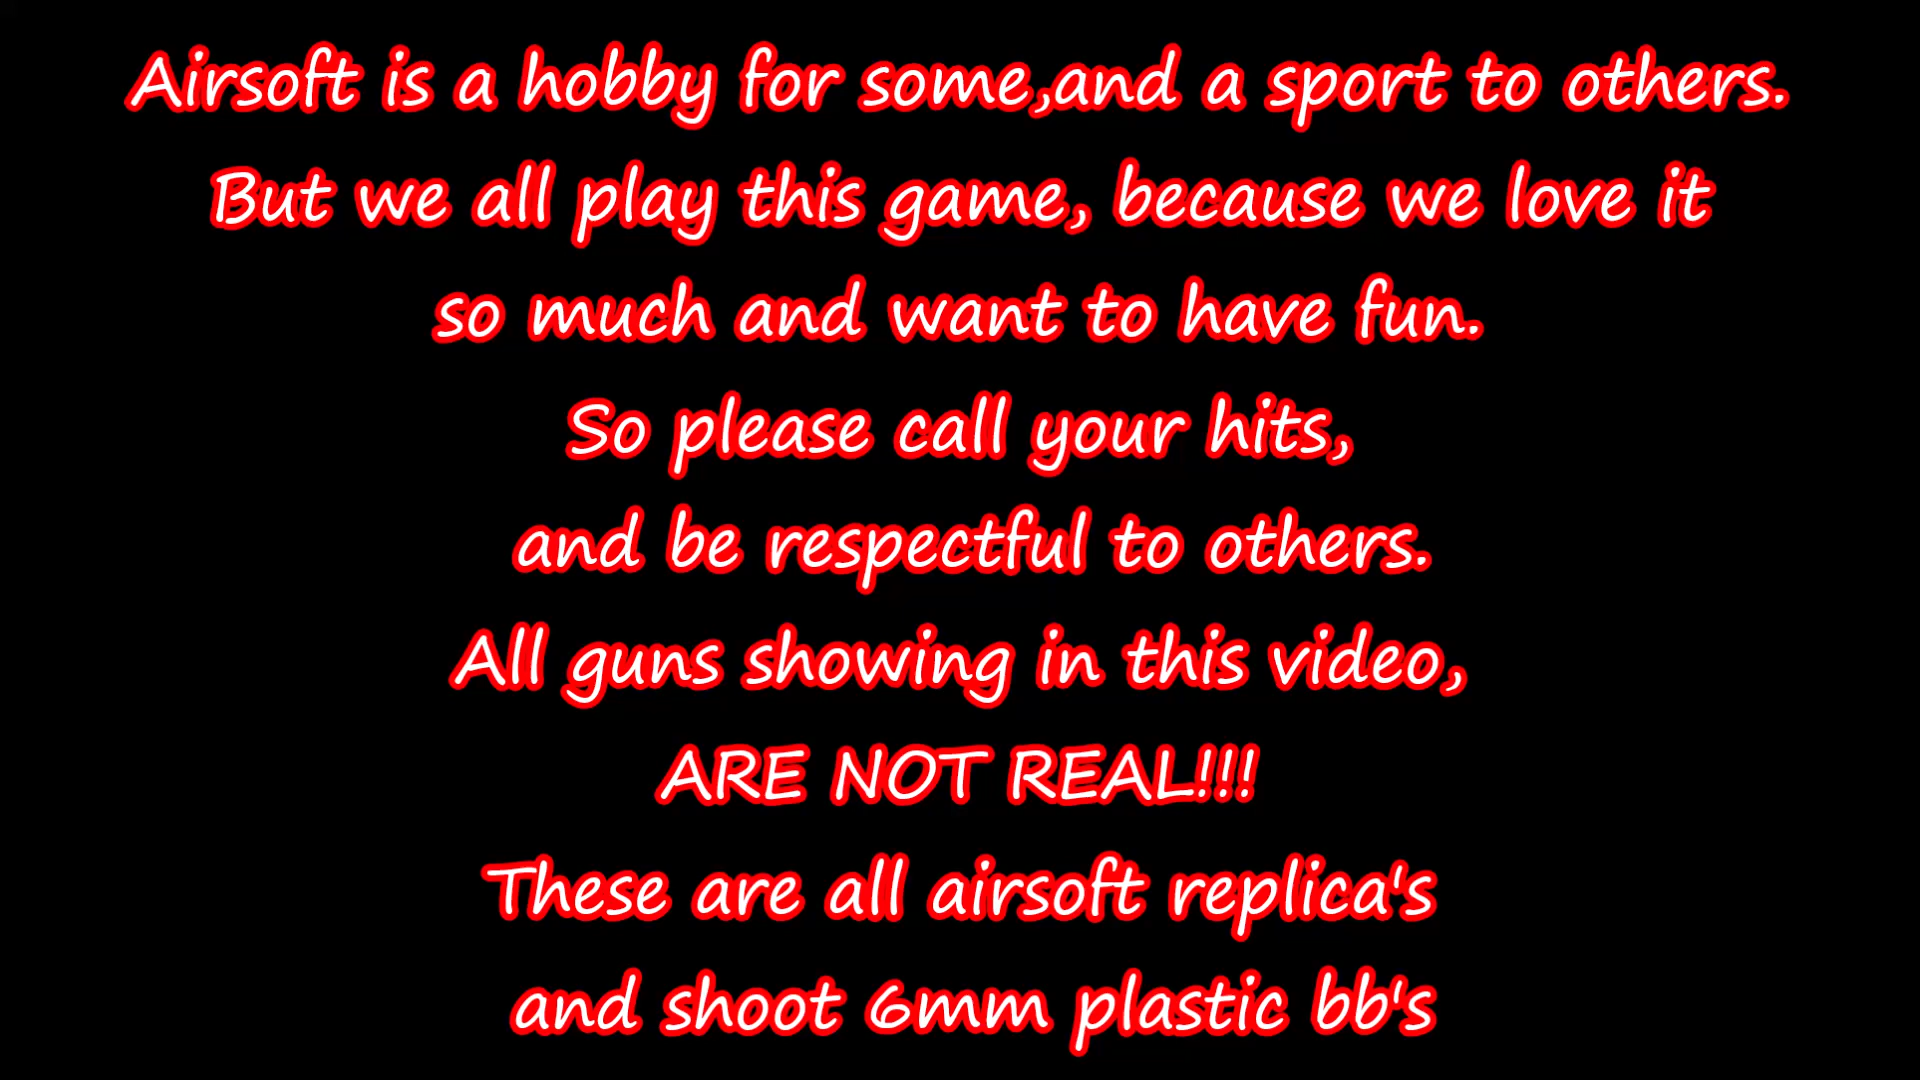 Airsoft is a hobby for some,and a sport to others.
But we all play this game, because we love it
so much and want to have fun.
So please call your hits,
and be respectful to others.
All guns showing in this video,
ARE NOT REAL!!!
These are all airsoft replica's
and shoot 6mm plastic bb's